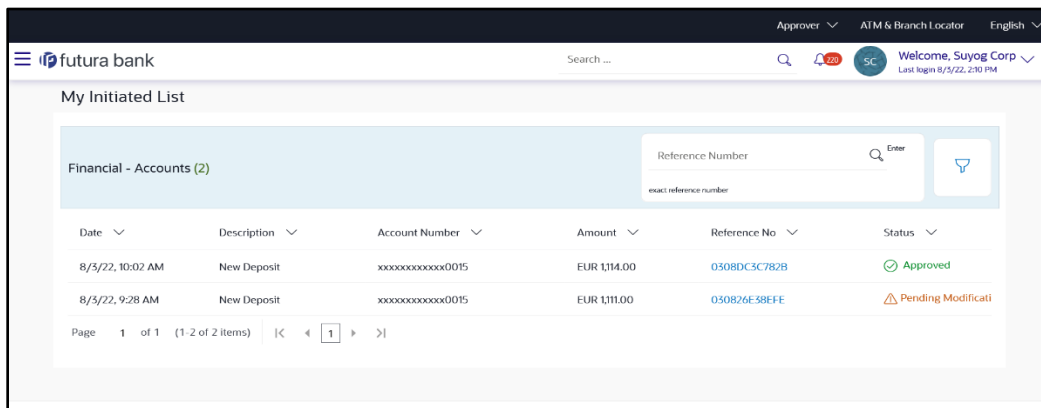 Approver ATM & Branch Locator English
futura bank Search ... 220 SC Welcome, Suyog Corp
Last login 8/3/22, 2:10 PM
My Initiated List
Financial - Accounts (2) Reference Number Enter
exact reference number
Date Description Account Number Amount Reference No Status
8/3/22, 10:02 AM New Deposit xxxxxxxxxxxx0015 EUR 1,114.00 0308DC3C782B Approved
8/3/22, 9:28 AM New Deposit xxxxxxxxxxxx0015 EUR 1,111.00 030826E38EFE Pending Modificati
Page 1 of 1 (1-2 of 2 items) 1